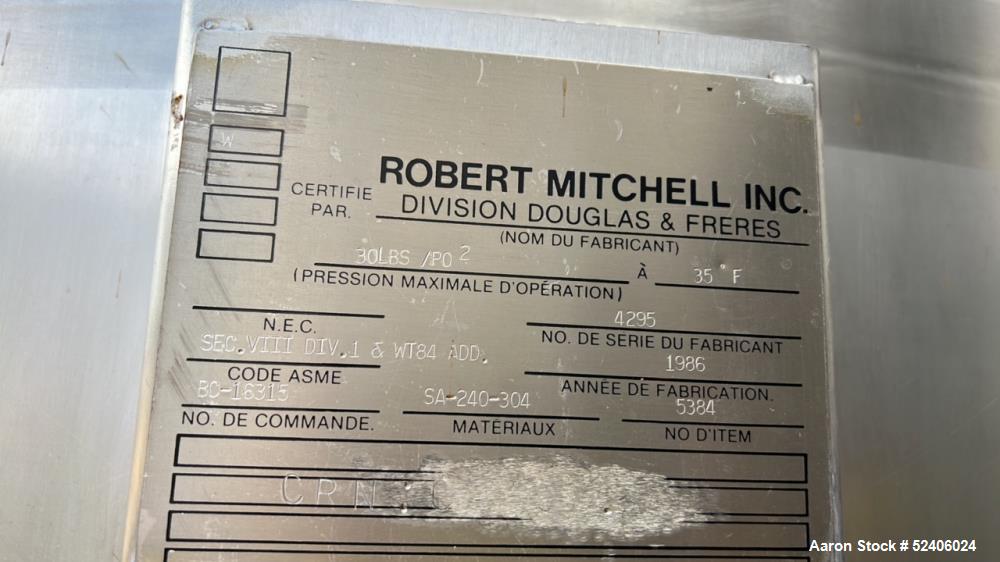 W
CERTIFIE PAR.
ROBERT MITCHELL INC.
DIVISION DOUGLAS & FRERES
(NOM DU FABRICANT)
30LBS /PO 2 À 35°F
(PRESSION MAXIMALE D'OPÉRATION)
N.E.C.
4295
NO. DE SÉRIE DU FABRICANT
SEC.VIII DIV.1 & WT84 ADD.
CODE ASME
1986
ANNÉE DE FABRICATION.
BC-16315
NO. DE COMMANDE.
SA-240-304
MATÉRIAUX
5384
NO D'ITEM
CRN
Aaron Stock # 52406024